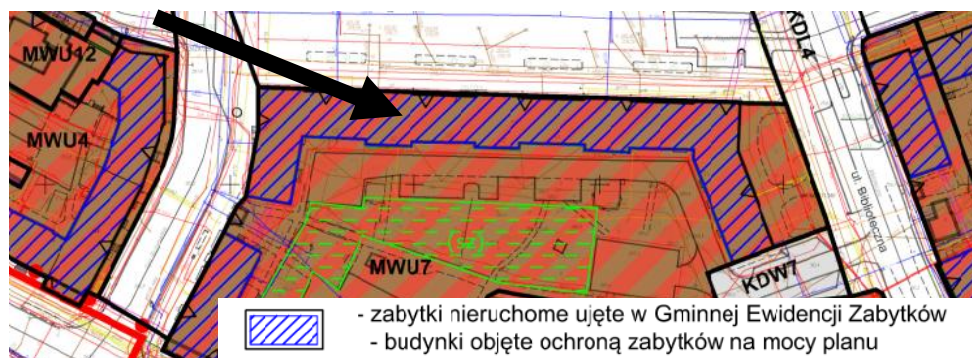 MWU12
KDL4
MWU4
ul. Biblioteczna
(SZ)
MWU7
KDW7
- zabytki nieruchome ujęte w Gminnej Ewidencji Zabytków
- budynki objęte ochroną zabytków na mocy planu